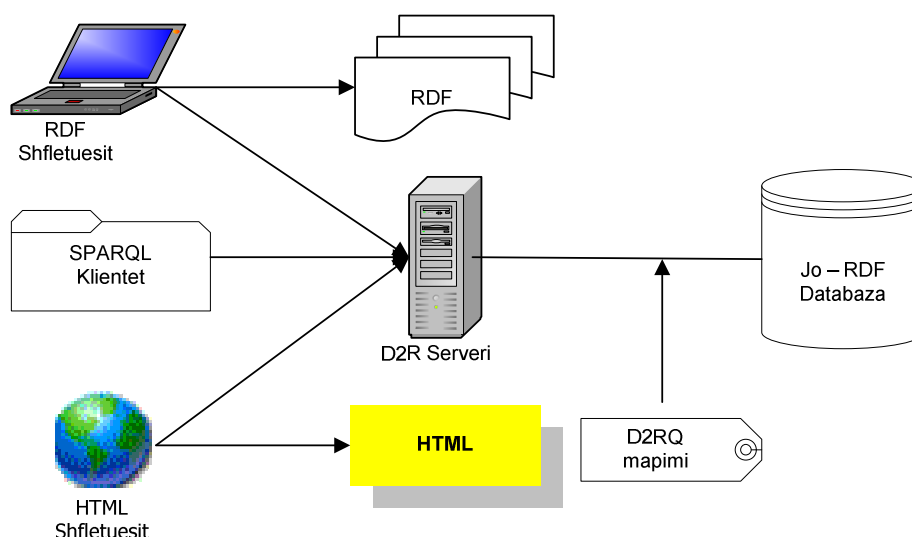 RDF
RDF
Shfletuesit
SPARQL
Klientet
Jo – RDF
Databaza
D2R Serveri
HTML
D2RQ
mapimi
HTML
Shfletuesit